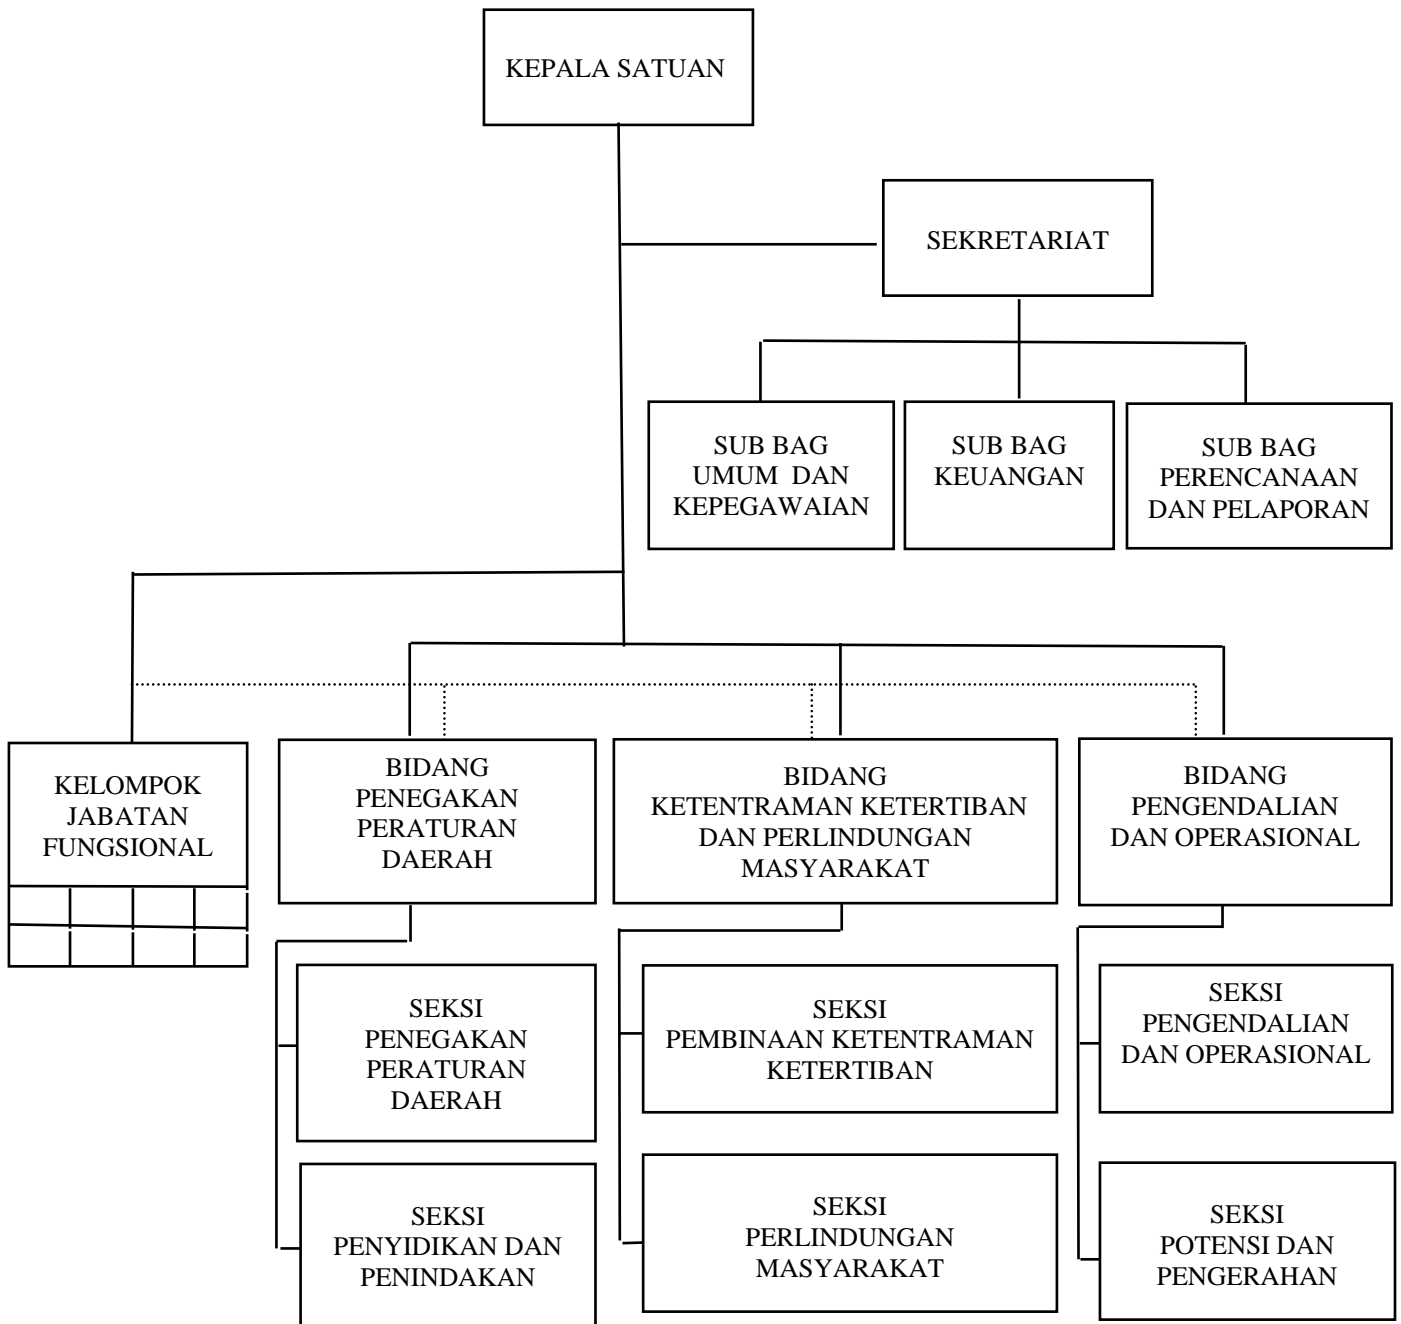 KEPALA SATUAN
SEKRETARIAT
SUB BAG
UMUM DAN
KEPEGAWAIAN
SUB BAG
KEUANGAN
SUB BAG
PERENCANAAN
DAN PELAPORAN
KELOMPOK
JABATAN
FUNGSIONAL
BIDANG
PENEGAKAN
PERATURAN
DAERAH
BIDANG
KETENTRAMAN KETERTIBAN
DAN PERLINDUNGAN
MASYARAKAT
BIDANG
PENGENDALIAN
DAN OPERASIONAL
SEKSI
PENEGAKAN
PERATURAN
DAERAH
SEKSI
PEMBINAAN KETENTRAMAN
KETERTIBAN
SEKSI
PENGENDALIAN
DAN OPERASIONAL
SEKSI
PENYIDIKAN DAN
PENINDAKAN
SEKSI
PERLINDUNGAN
MASYARAKAT
SEKSI
POTENSI DAN
PENGERAHAN